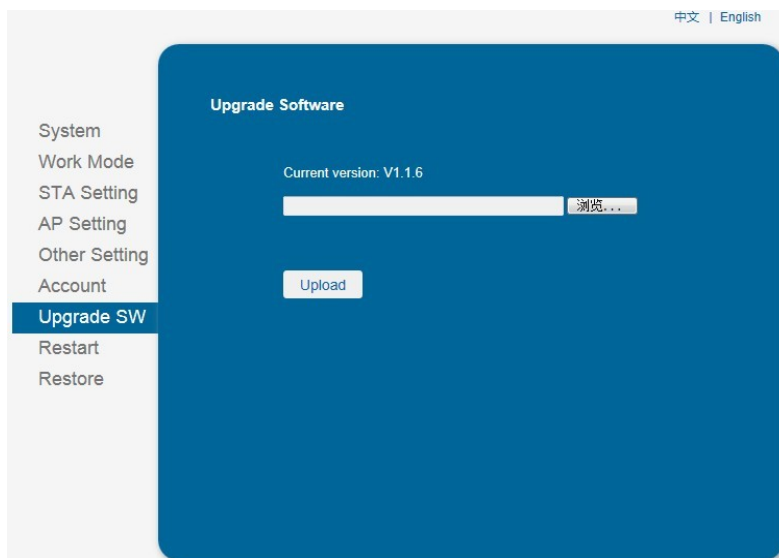 中文 | English
Upgrade Software
System
Work Mode
STA Setting
AP Setting
Other Setting
Account
Upgrade SW
Restart
Restore
Current version: V1.1.6
浏览...
Upload